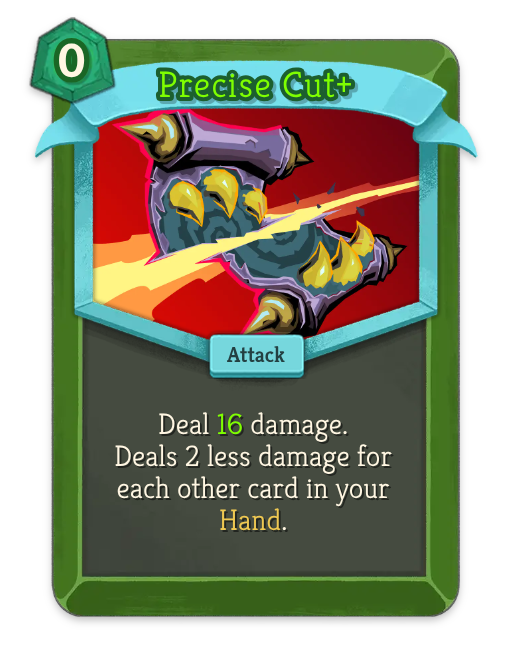 0
Precise Cut+
Attack
Deal 16 damage.
Deals 2 less damage for
each other card in your
Hand.